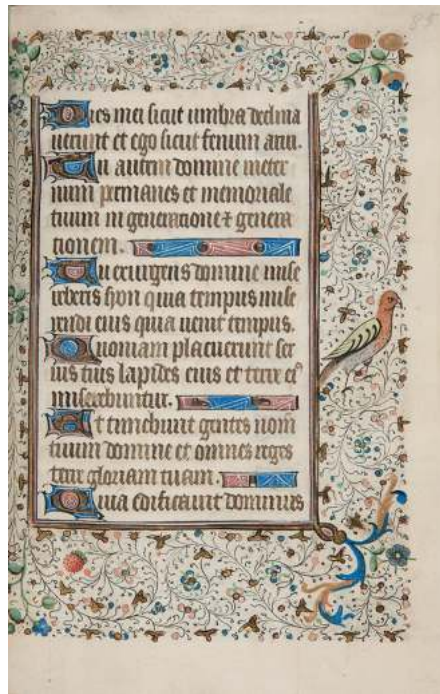 Dies mei sicut umbra declina
uerunt et ego sicut fenum arui.
Tu autem domine in eter
num permanes et memoriale
tuum in generacione ⁊ genera
cionem.
Tu exurgens domine mise
reberis syon quia tempus mise
rendi eius quia uenit tempus.
Quoniam placuerunt ser
uis tuis lapides eius et terre eiꝰ
miserebuntur.
Et timebunt gentes nom
tuum domine et omnes reges
terre gloriam tuam.
Quia edificauit dominus